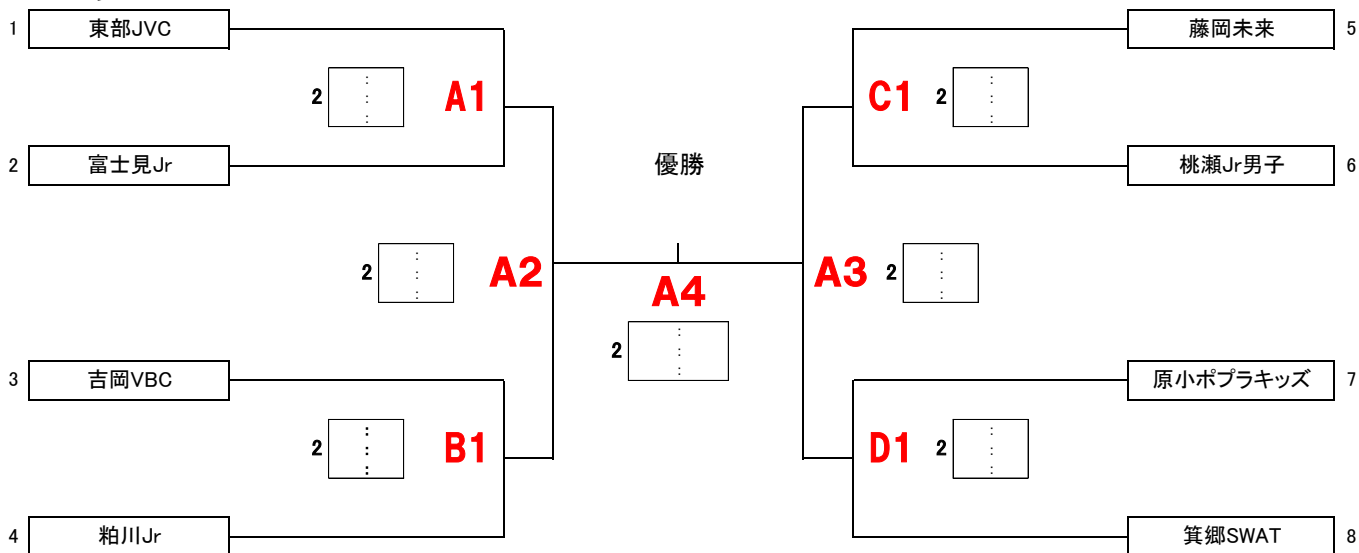 1 東部JVC
藤岡未来 5
2 : : :
A1
C1
2 : : :
2 富士見Jr
優勝
桃瀬Jr男子 6
2 : : :
A2
A3
2 : : :
A4
2 : : :
3 吉岡VBC
原小ポプラキッズ 7
2 : : :
B1
D1
2 : : :
4 粕川Jr
箕郷SWAT 8